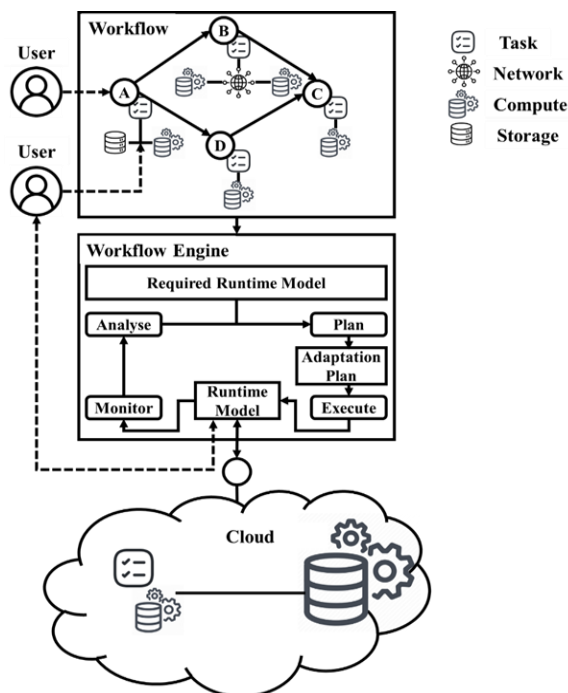 Workflow
User
B
A
C
User
D
Task
Network
Compute
Storage
Workflow Engine
Required Runtime Model
Analyse
Plan
Adaptation
Plan
Monitor
Runtime
Model
Execute
Cloud